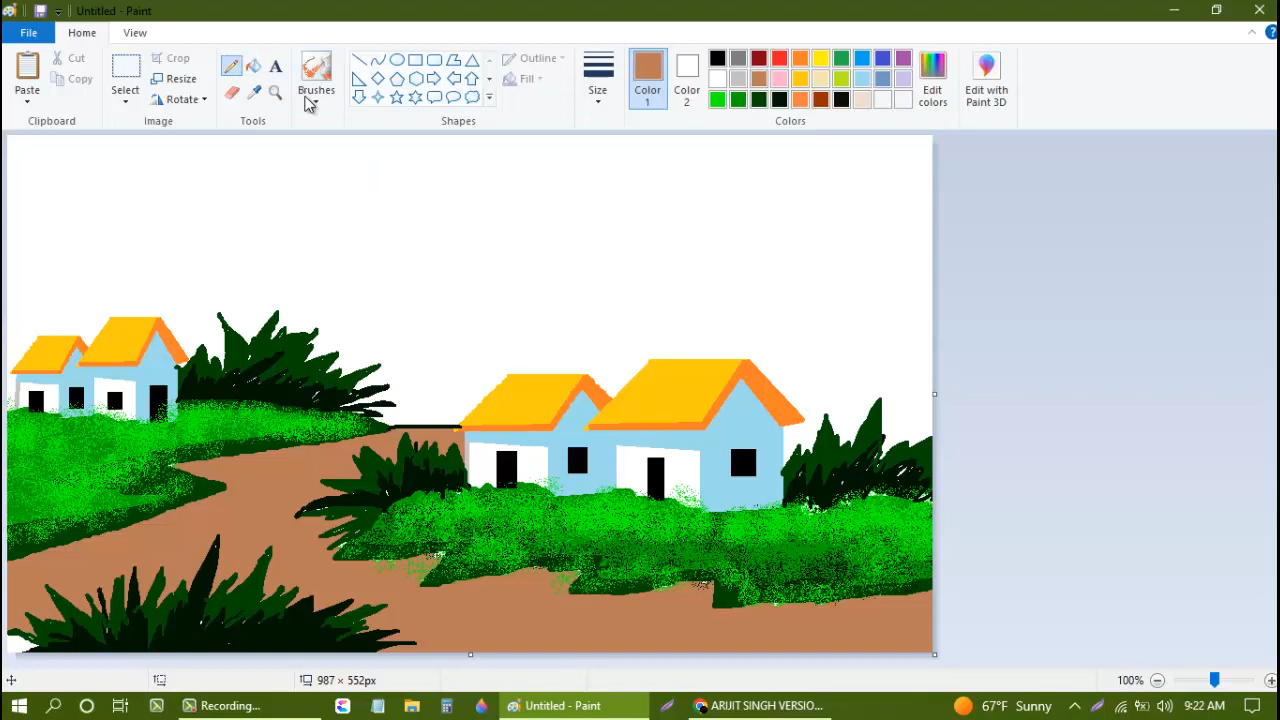 Untitled - Paint
File Home View
Paste
Cut
Copy
Clipboard
Select
Crop
Resize
Rotate
Image
A
Tools
Brushes
Outline
Fill
Shapes
Size
Color 1
Color 2
Edit colors
Colors
Edit with Paint 3D
987 × 552px
100%
Recording...
Untitled - Paint
ARIJIT SINGH VERSIO...
67°F Sunny
9:22 AM